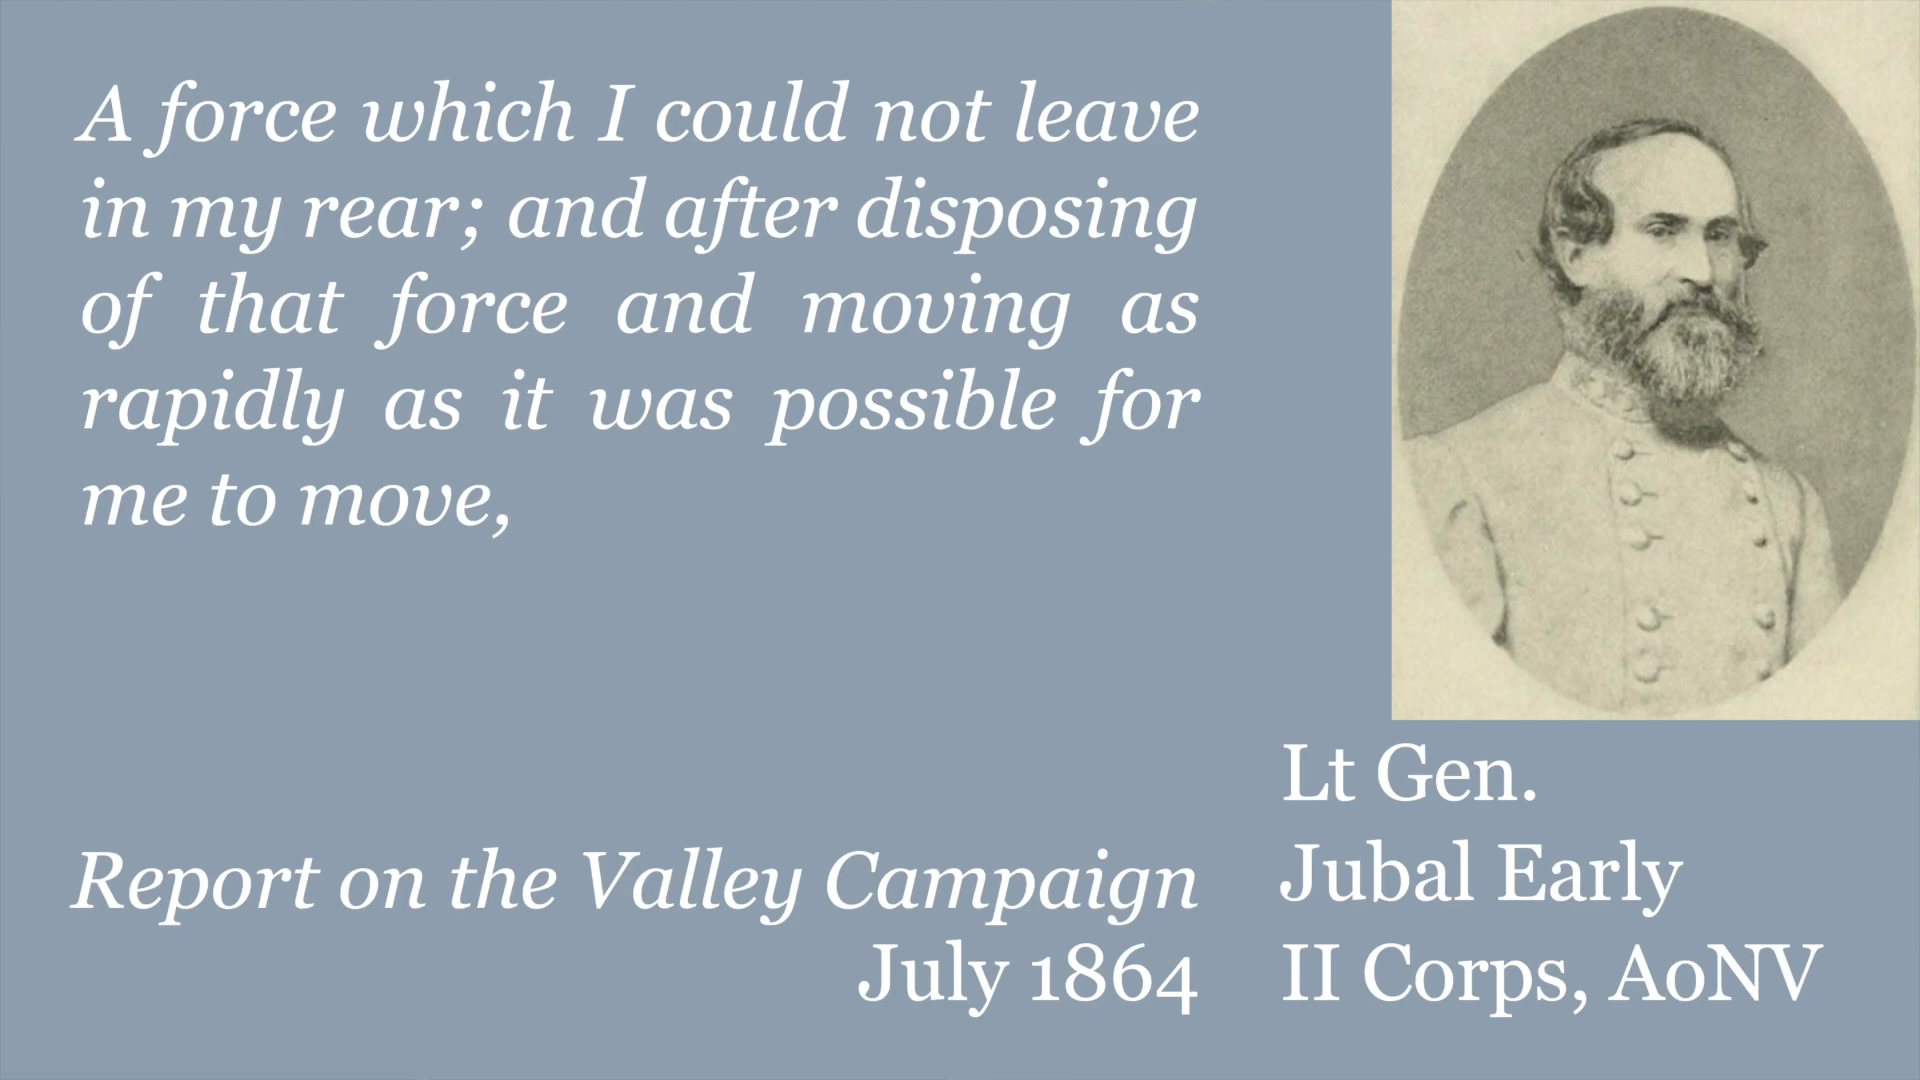 A force which I could not leave
in my rear; and after disposing
of that force and moving as
rapidly as it was possible for
me to move,
Report on the Valley Campaign
July 1864
Lt Gen.
Jubal Early
II Corps, AoNV